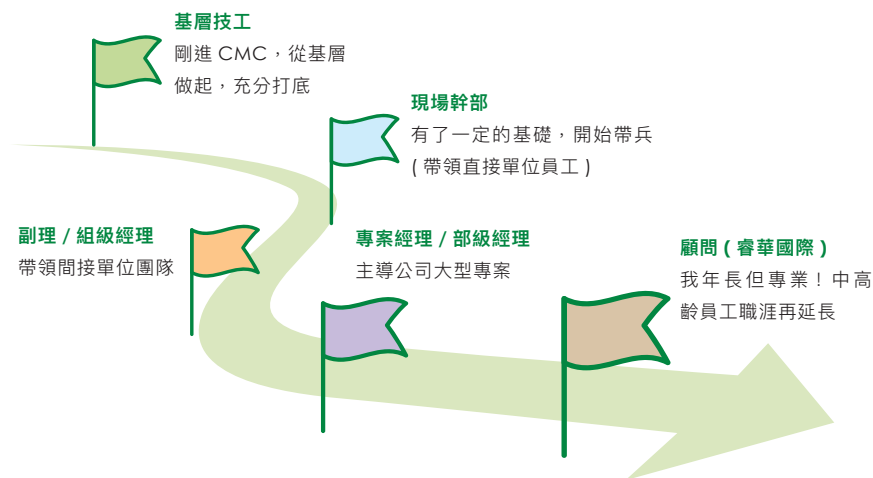 基層技工
剛進 CMC，從基層
做起，充分打底
現場幹部
有了一定的基礎，開始帶兵
( 帶領直接單位員工 )
副理 / 組級經理
帶領間接單位團隊
專案經理 / 部級經理
主導公司大型專案
顧問 ( 睿華國際 )
我年長但專業！中高
齡員工職涯再延長